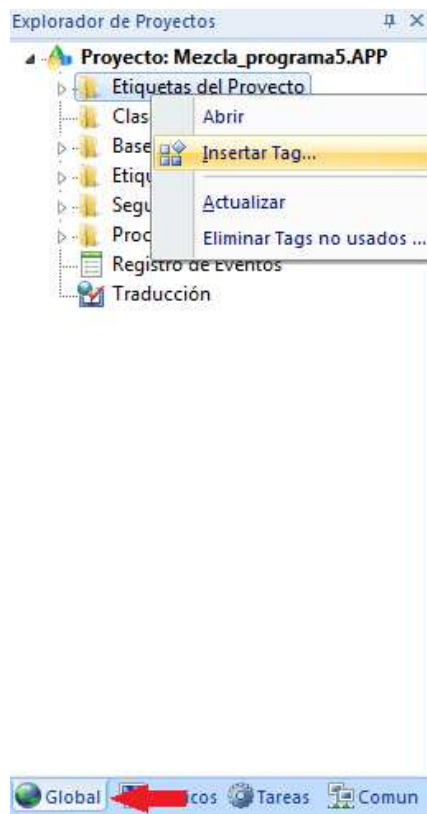 Explorador de Proyectos
Proyecto: Mezcla_programa5.APP
Etiquetas del Proyecto
Abrir
Insertar Tag...
Actualizar
Eliminar Tags no usados ...
Registro de Eventos
Traducción
Global Tareas Comun